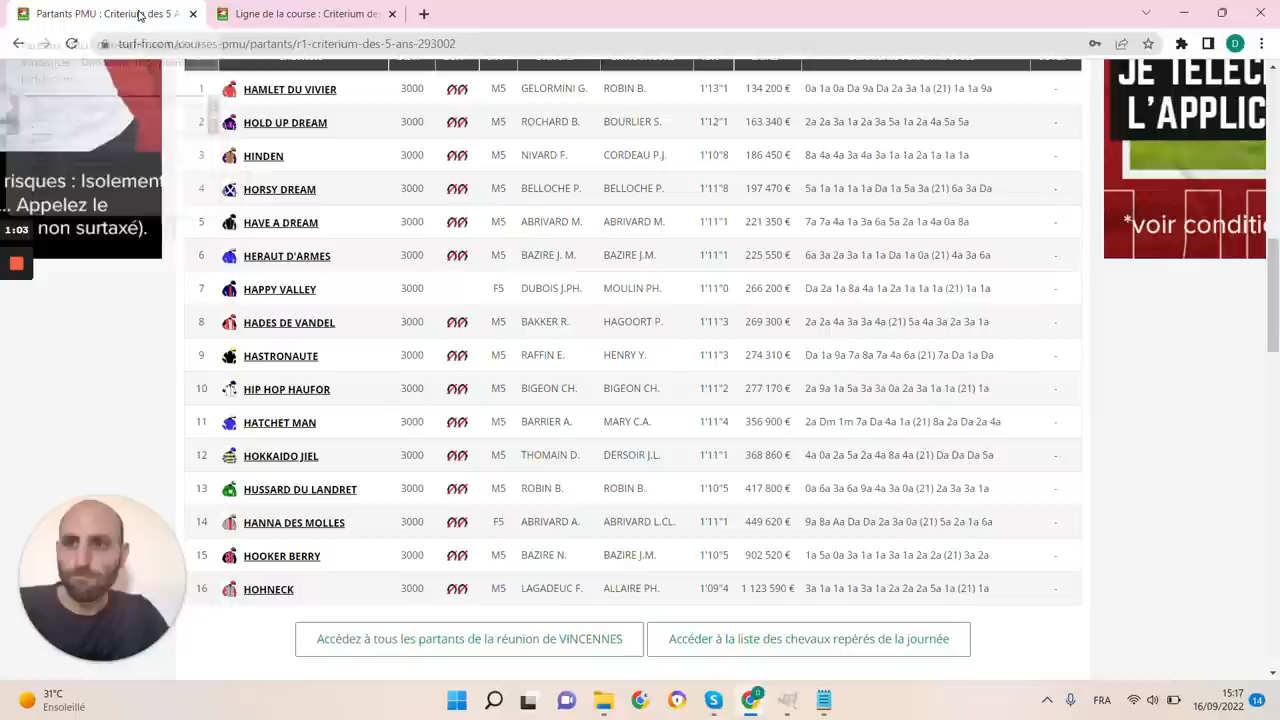 Partants PMU : Criterium des 5 A
Ligne de Chance : Criterium de
turf-fr.com/courses-pmu/partants/r1-criterium-des-5-ans-293002
1 HAMLET DU VIVIER 3000 M5 GELORMINI G. ROBIN B. 1'13"1 134 200 € 0a 1a 0a Da 9a Da 2a 3a 1a (21) 1a 1a 9a -
2 HOLD UP DREAM 3000 M5 ROCHARD B. BOURLIER S. 1'12"1 163 340 € 2a 2a 3a 1a 2a 3a 5a 1a 2a 4a 5a 5a -
3 HINDEN 3000 M5 NIVARD F. CORDEAU P.J. 1'10"8 186 450 € 8a 4a 4a 3a 4a 3a 1a 1a 2a 1a 1a 1a -
4 HORSY DREAM 3000 M5 BELLOCHE P. BELLOCHE P. 1'11"8 197 470 € 5a 1a 1a 1a 1a Da 1a 5a 3a (21) 6a 3a Da -
5 HAVE A DREAM 3000 M5 ABRIVARD M. ABRIVARD M. 1'11"1 221 350 € 7a 7a 4a 1a 3a 6a 5a 2a 1a 4a 0a 8a -
6 HERAUT D'ARMES 3000 M5 BAZIRE J. M. BAZIRE J.M. 1'11"1 225 550 € 6a 3a 2a 3a 1a 1a Da 1a 0a (21) 4a 3a 6a -
7 HAPPY VALLEY 3000 F5 DUBOIS J.PH. MOULIN PH. 1'11"0 266 200 € Da 2a 1a 8a 4a 1a 2a 1a 1a 1a (21) 1a 1a -
8 HADES DE VANDEL 3000 M5 BAKKER R. HAGOORT P. 1'11"3 269 300 € 2a 2a 4a 3a 3a 4a (21) 5a 4a 3a 2a 3a 1a -
9 HASTRONAUTE 3000 M5 RAFFIN E. HENRY Y. 1'11"3 274 310 € Da 1a 9a 7a 8a 7a 4a 6a (21) 7a Da 1a Da -
10 HIP HOP HAUFOR 3000 M5 BIGEON CH. BIGEON CH. 1'11"2 277 170 € 2a 9a 1a 5a 3a 3a 0a 2a 3a 1a 1a (21) 1a -
11 HATCHET MAN 3000 M5 BARRIER A. MARY C.A. 1'11"4 356 900 € 2a Dm 1m 7a Da 4a 1a (21) 8a 2a Da 2a 4a -
12 HOKKAIDO JIEL 3000 M5 THOMAIN D. DERSOIR J.L. 1'11"1 368 860 € 4a 0a 2a 5a 2a 4a 8a 4a (21) Da Da Da 5a -
13 HUSSARD DU LANDRET 3000 M5 ROBIN B. ROBIN B. 1'10"5 417 800 € 0a 6a 3a 6a 9a 4a 3a 0a (21) 2a 3a 3a 1a -
14 HANNA DES MOLLES 3000 F5 ABRIVARD A. ABRIVARD L.CL. 1'11"1 449 620 € 9a 8a Aa Da Da 2a 3a 0a (21) 5a 2a 1a 6a -
15 HOOKER BERRY 3000 M5 BAZIRE N. BAZIRE J.M. 1'10"5 902 520 € 1a 5a 0a 3a 1a 1a 3a 1a 2a 2a (21) 3a 2a -
16 HOHNECK 3000 M5 LAGADEUC F. ALLAIRE PH. 1'09"4 1 123 590 € 3a 1a 1a 1a 3a 1a 2a 2a 2a 5a 1a (21) 1a -
risques : Isolement
... Appelez le
non surtaxé).
1:03
JE TÉLÉC
L'APPLIC
*voir conditi
Accédez à tous les partants de la réunion de VINCENNES
Accéder à la liste des chevaux repérés de la journée
31°C
Ensoleillé
FRA
15:17
16/09/2022
14